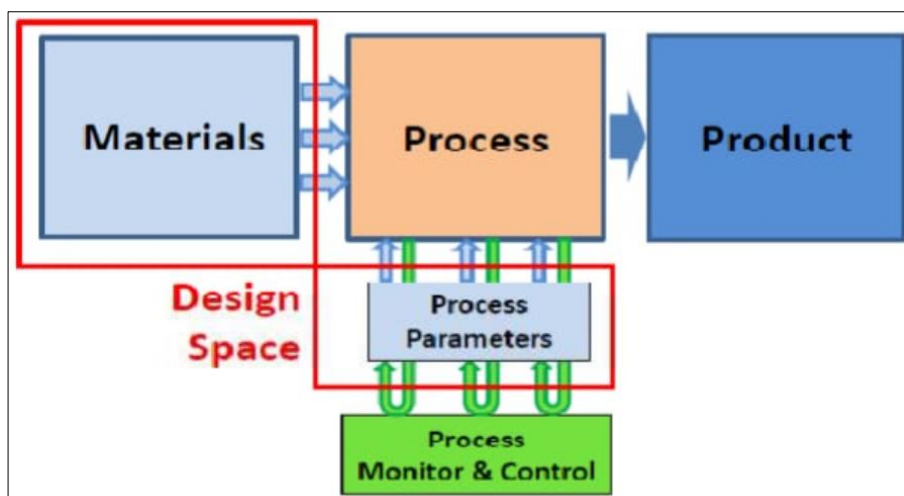 Materials
Process
Product
Design
Space
Process
Parameters
Process
Monitor & Control